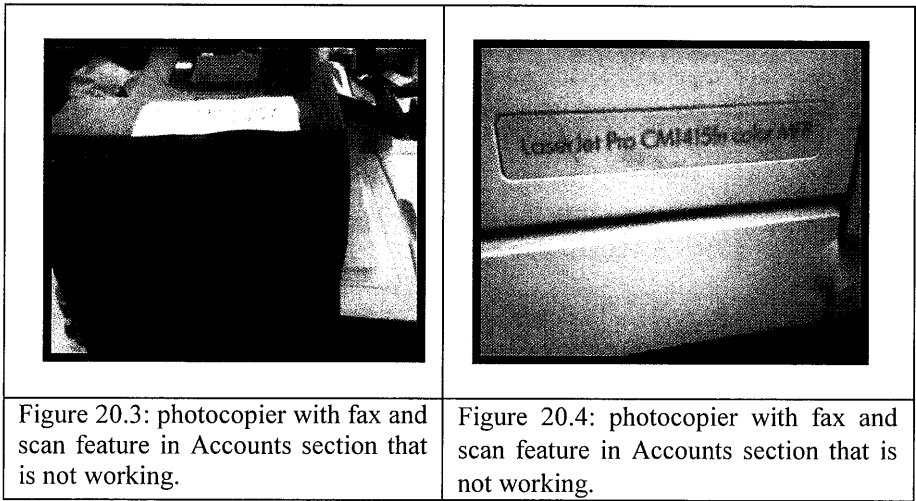 LaserJet Pro CM1415fn color MFP
Figure 20.3: photocopier with fax and
scan feature in Accounts section that
is not working.
Figure 20.4: photocopier with fax and
scan feature in Accounts section that is
not working.